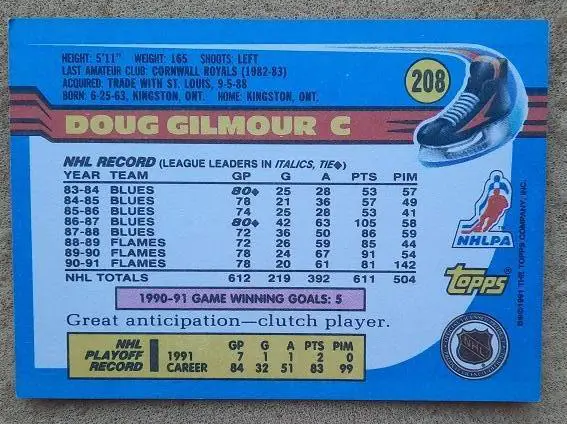 HEIGHT: 5'11" WEIGHT: 165 SHOOTS: LEFT
LAST AMATEUR CLUB: CORNWALL ROYALS (1982-83)
ACQUIRED: TRADE WITH ST. LOUIS, 9-5-88
BORN: 6-25-63, KINGSTON, ONT. HOME: KINGSTON, ONT.
208
DOUG GILMOUR C
NHL RECORD (LEAGUE LEADERS IN ITALICS, TIE◆)
YEAR TEAM GP G A PTS PIM
83-84 BLUES 80◆ 25 28 53 57
84-85 BLUES 78 21 36 57 49
85-86 BLUES 74 25 28 53 41
86-87 BLUES 80◆ 42 63 105 58
87-88 BLUES 72 36 50 86 59
88-89 FLAMES 72 26 59 85 44
89-90 FLAMES 78 24 67 91 54
90-91 FLAMES 78 20 61 81 142
NHL TOTALS 612 219 392 611 504
1990-91 GAME WINNING GOALS: 5
Great anticipation—clutch player.
NHL PLAYOFF RECORD
GP G A PTS PIM
1991 7 1 1 2 0
CAREER 84 32 51 83 99
NHLPA
TOPPS®
©1991 THE TOPPS COMPANY, INC.
NHL